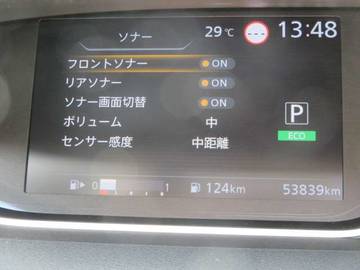 ソナー 29℃ --- 13:48
フロントソナー ON
リアソナー ON
ソナー画面切替 ON
ボリューム 中
センサー感度 中距離
P
ECO
0 1 124km 53839km